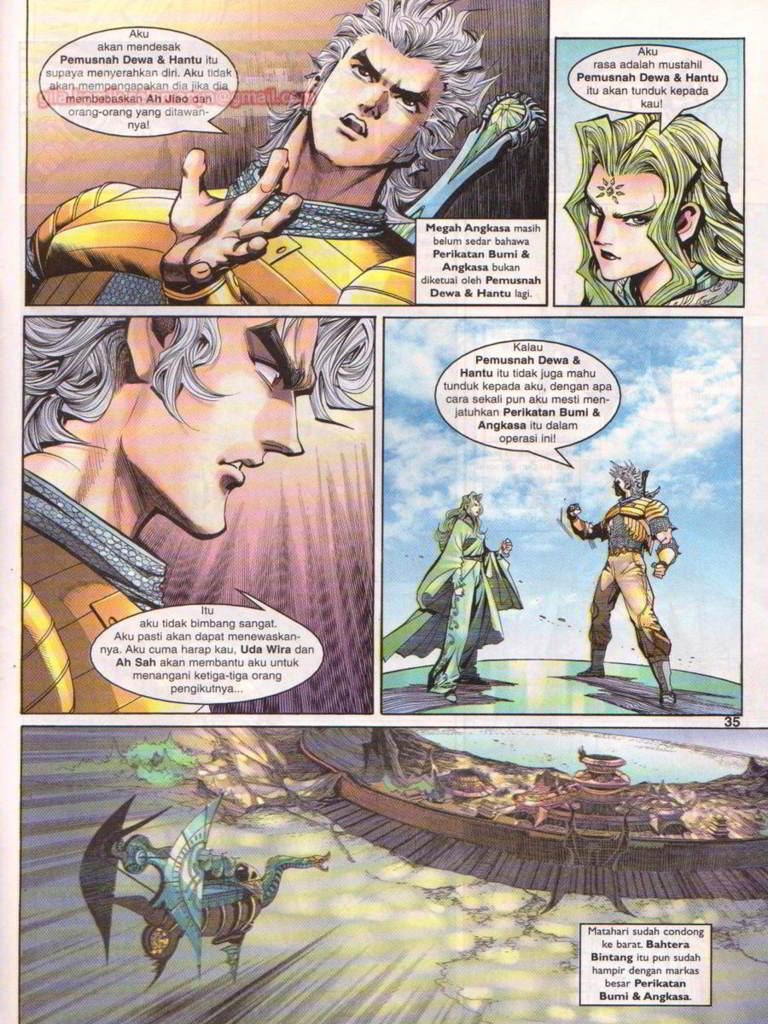 Aku
akan mendesak
Pemusnah Dewa & Hantu itu
supaya menyerahkan diri. Aku tidak
akan mempengapakan dia jika dia
membebaskan Ah Jiao dan
orang-orang yang ditawan-
nya!
Megah Angkasa masih
belum sedar bahawa
Perikatan Bumi &
Angkasa bukan
diketuai oleh Pemusnah
Dewa & Hantu lagi.
Aku
rasa adalah mustahil
Pemusnah Dewa & Hantu
itu akan tunduk kepada
kau!
Itu
aku tidak bimbang sangat.
Aku pasti akan dapat menewaskan-
nya. Aku cuma harap kau, Uda Wira dan
Ah Sah akan membantu aku untuk
menangani ketiga-tiga orang
pengikutnya...
Kalau
Pemusnah Dewa &
Hantu itu tidak juga mahu
tunduk kepada aku, dengan apa
cara sekali pun aku mesti men-
jatuhkan Perikatan Bumi &
Angkasa itu dalam
operasi ini!
35
Matahari sudah condong
ke barat. Bahtera
Bintang itu pun sudah
hampir dengan markas
besar Perikatan
Bumi & Angkasa.